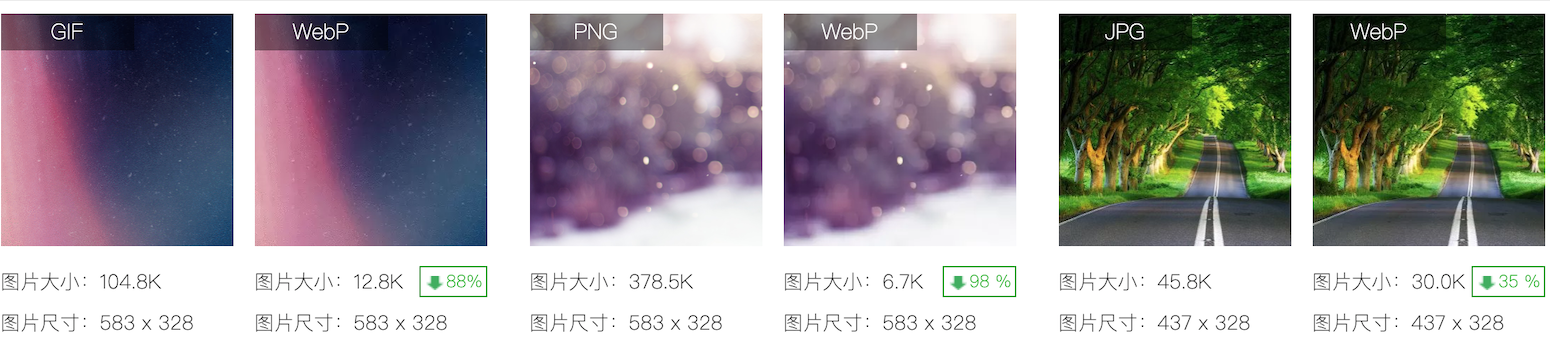 GIF
WebP
PNG
WebP
JPG
WebP
图片大小：104.8K
图片大小：12.8K
88%
图片大小：378.5K
图片大小：6.7K
98 %
图片大小：45.8K
图片大小：30.0K
35 %
图片尺寸：583 x 328
图片尺寸：583 x 328
图片尺寸：583 x 328
图片尺寸：583 x 328
图片尺寸：437 x 328
图片尺寸：437 x 328